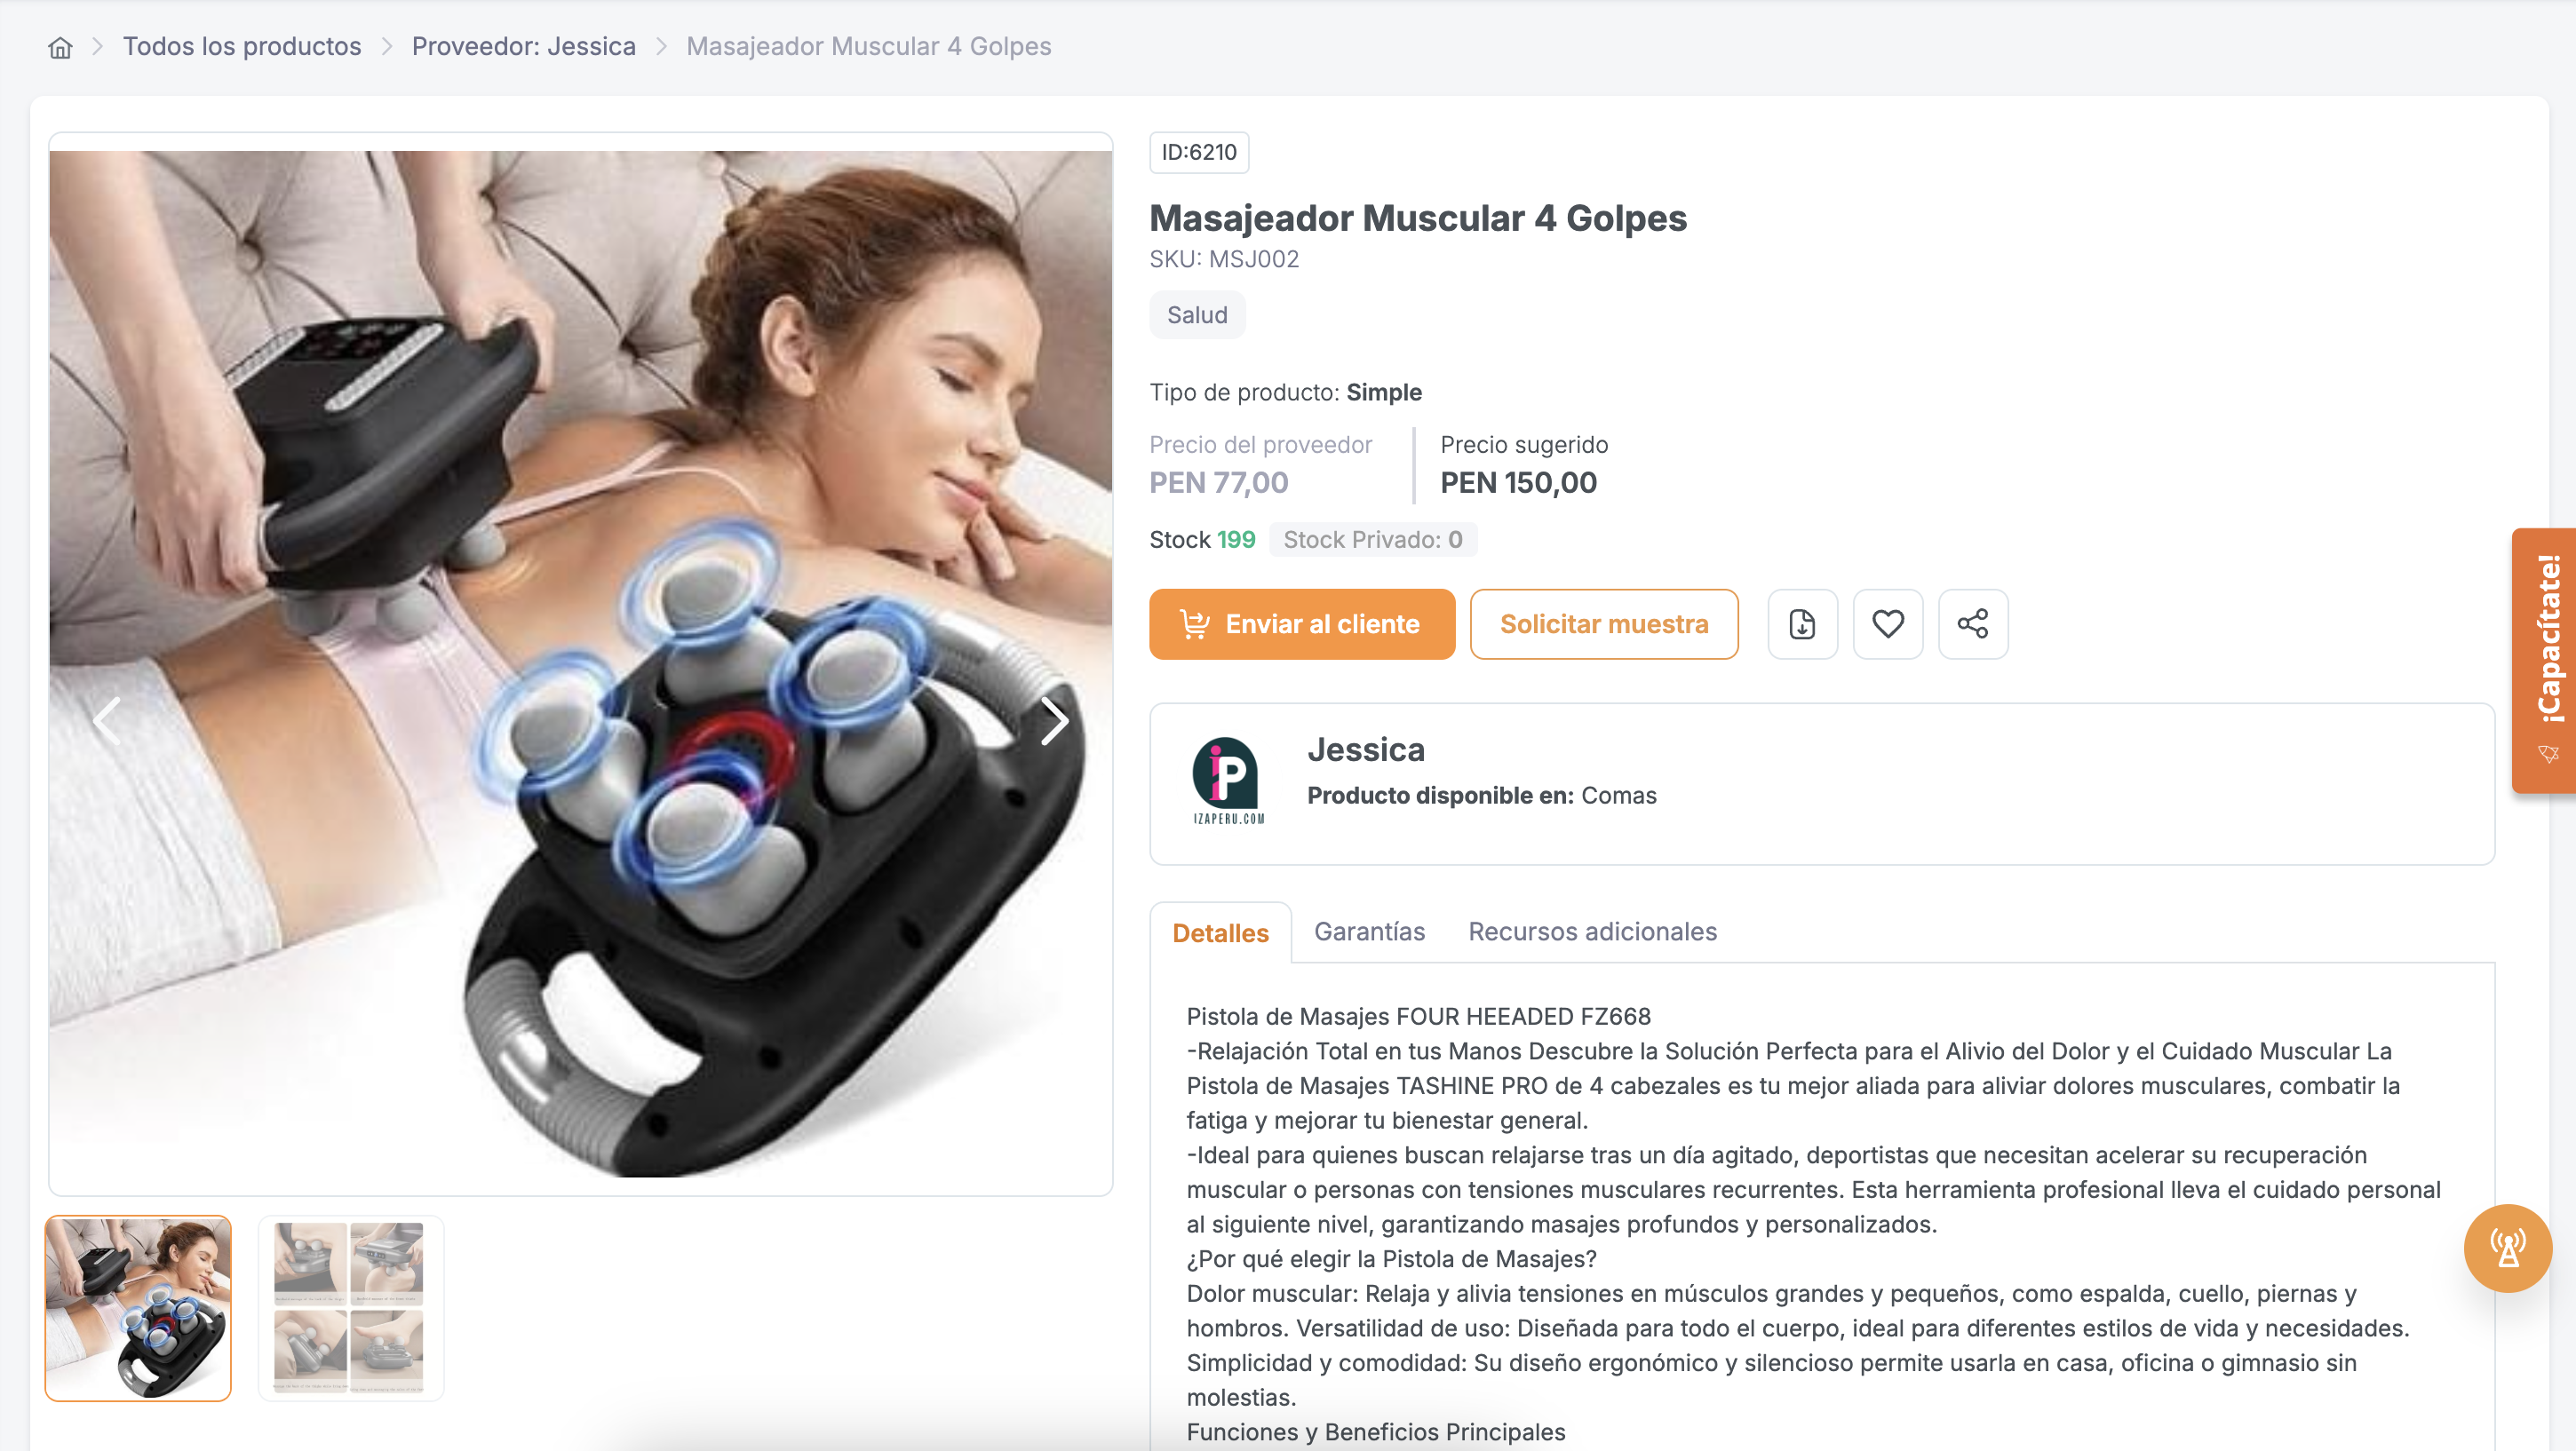 Todos los productos > Proveedor: Jessica > Masajeador Muscular 4 Golpes
ID:6210
Masajeador Muscular 4 Golpes
SKU: MSJ002
Salud
Tipo de producto: Simple
Precio del proveedor
PEN 77,00
Precio sugerido
PEN 150,00
Stock 199 Stock Privado: 0
Enviar al cliente
Solicitar muestra
¡Capacítate!
iP
IZAPERU.COM
Jessica
Producto disponible en: Comas
Detalles
Garantías
Recursos adicionales
Pistola de Masajes FOUR HEEADED FZ668
-Relajación Total en tus Manos Descubre la Solución Perfecta para el Alivio del Dolor y el Cuidado Muscular La
Pistola de Masajes TASHINE PRO de 4 cabezales es tu mejor aliada para aliviar dolores musculares, combatir la
fatiga y mejorar tu bienestar general.
-Ideal para quienes buscan relajarse tras un día agitado, deportistas que necesitan acelerar su recuperación
muscular o personas con tensiones musculares recurrentes. Esta herramienta profesional lleva el cuidado personal
al siguiente nivel, garantizando masajes profundos y personalizados.
¿Por qué elegir la Pistola de Masajes?
Dolor muscular: Relaja y alivia tensiones en músculos grandes y pequeños, como espalda, cuello, piernas y
hombros. Versatilidad de uso: Diseñada para todo el cuerpo, ideal para diferentes estilos de vida y necesidades.
Simplicidad y comodidad: Su diseño ergonómico y silencioso permite usarla en casa, oficina o gimnasio sin
molestias.
Funciones y Beneficios Principales